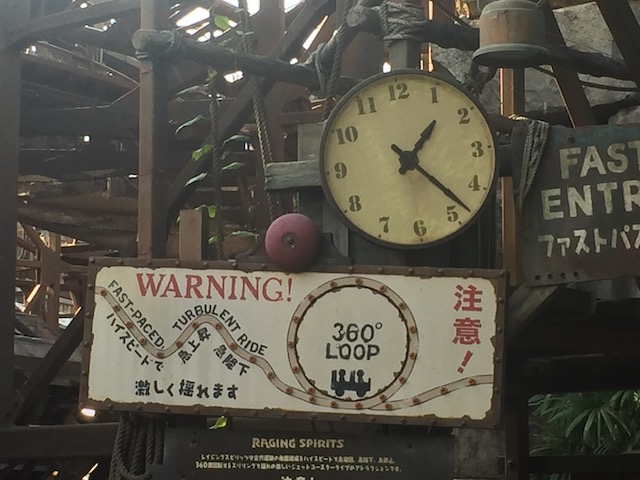 12
1
2
3
4
5
6
7
8
9
10
11
FAST
ENTR
ファストパス
WARNING!
FAST-PACED
ハイスピードで
TURBULENT RIDE
急上昇
急降下
激しく揺れます
360°
LOOP
注意!
RAGING SPIRITS